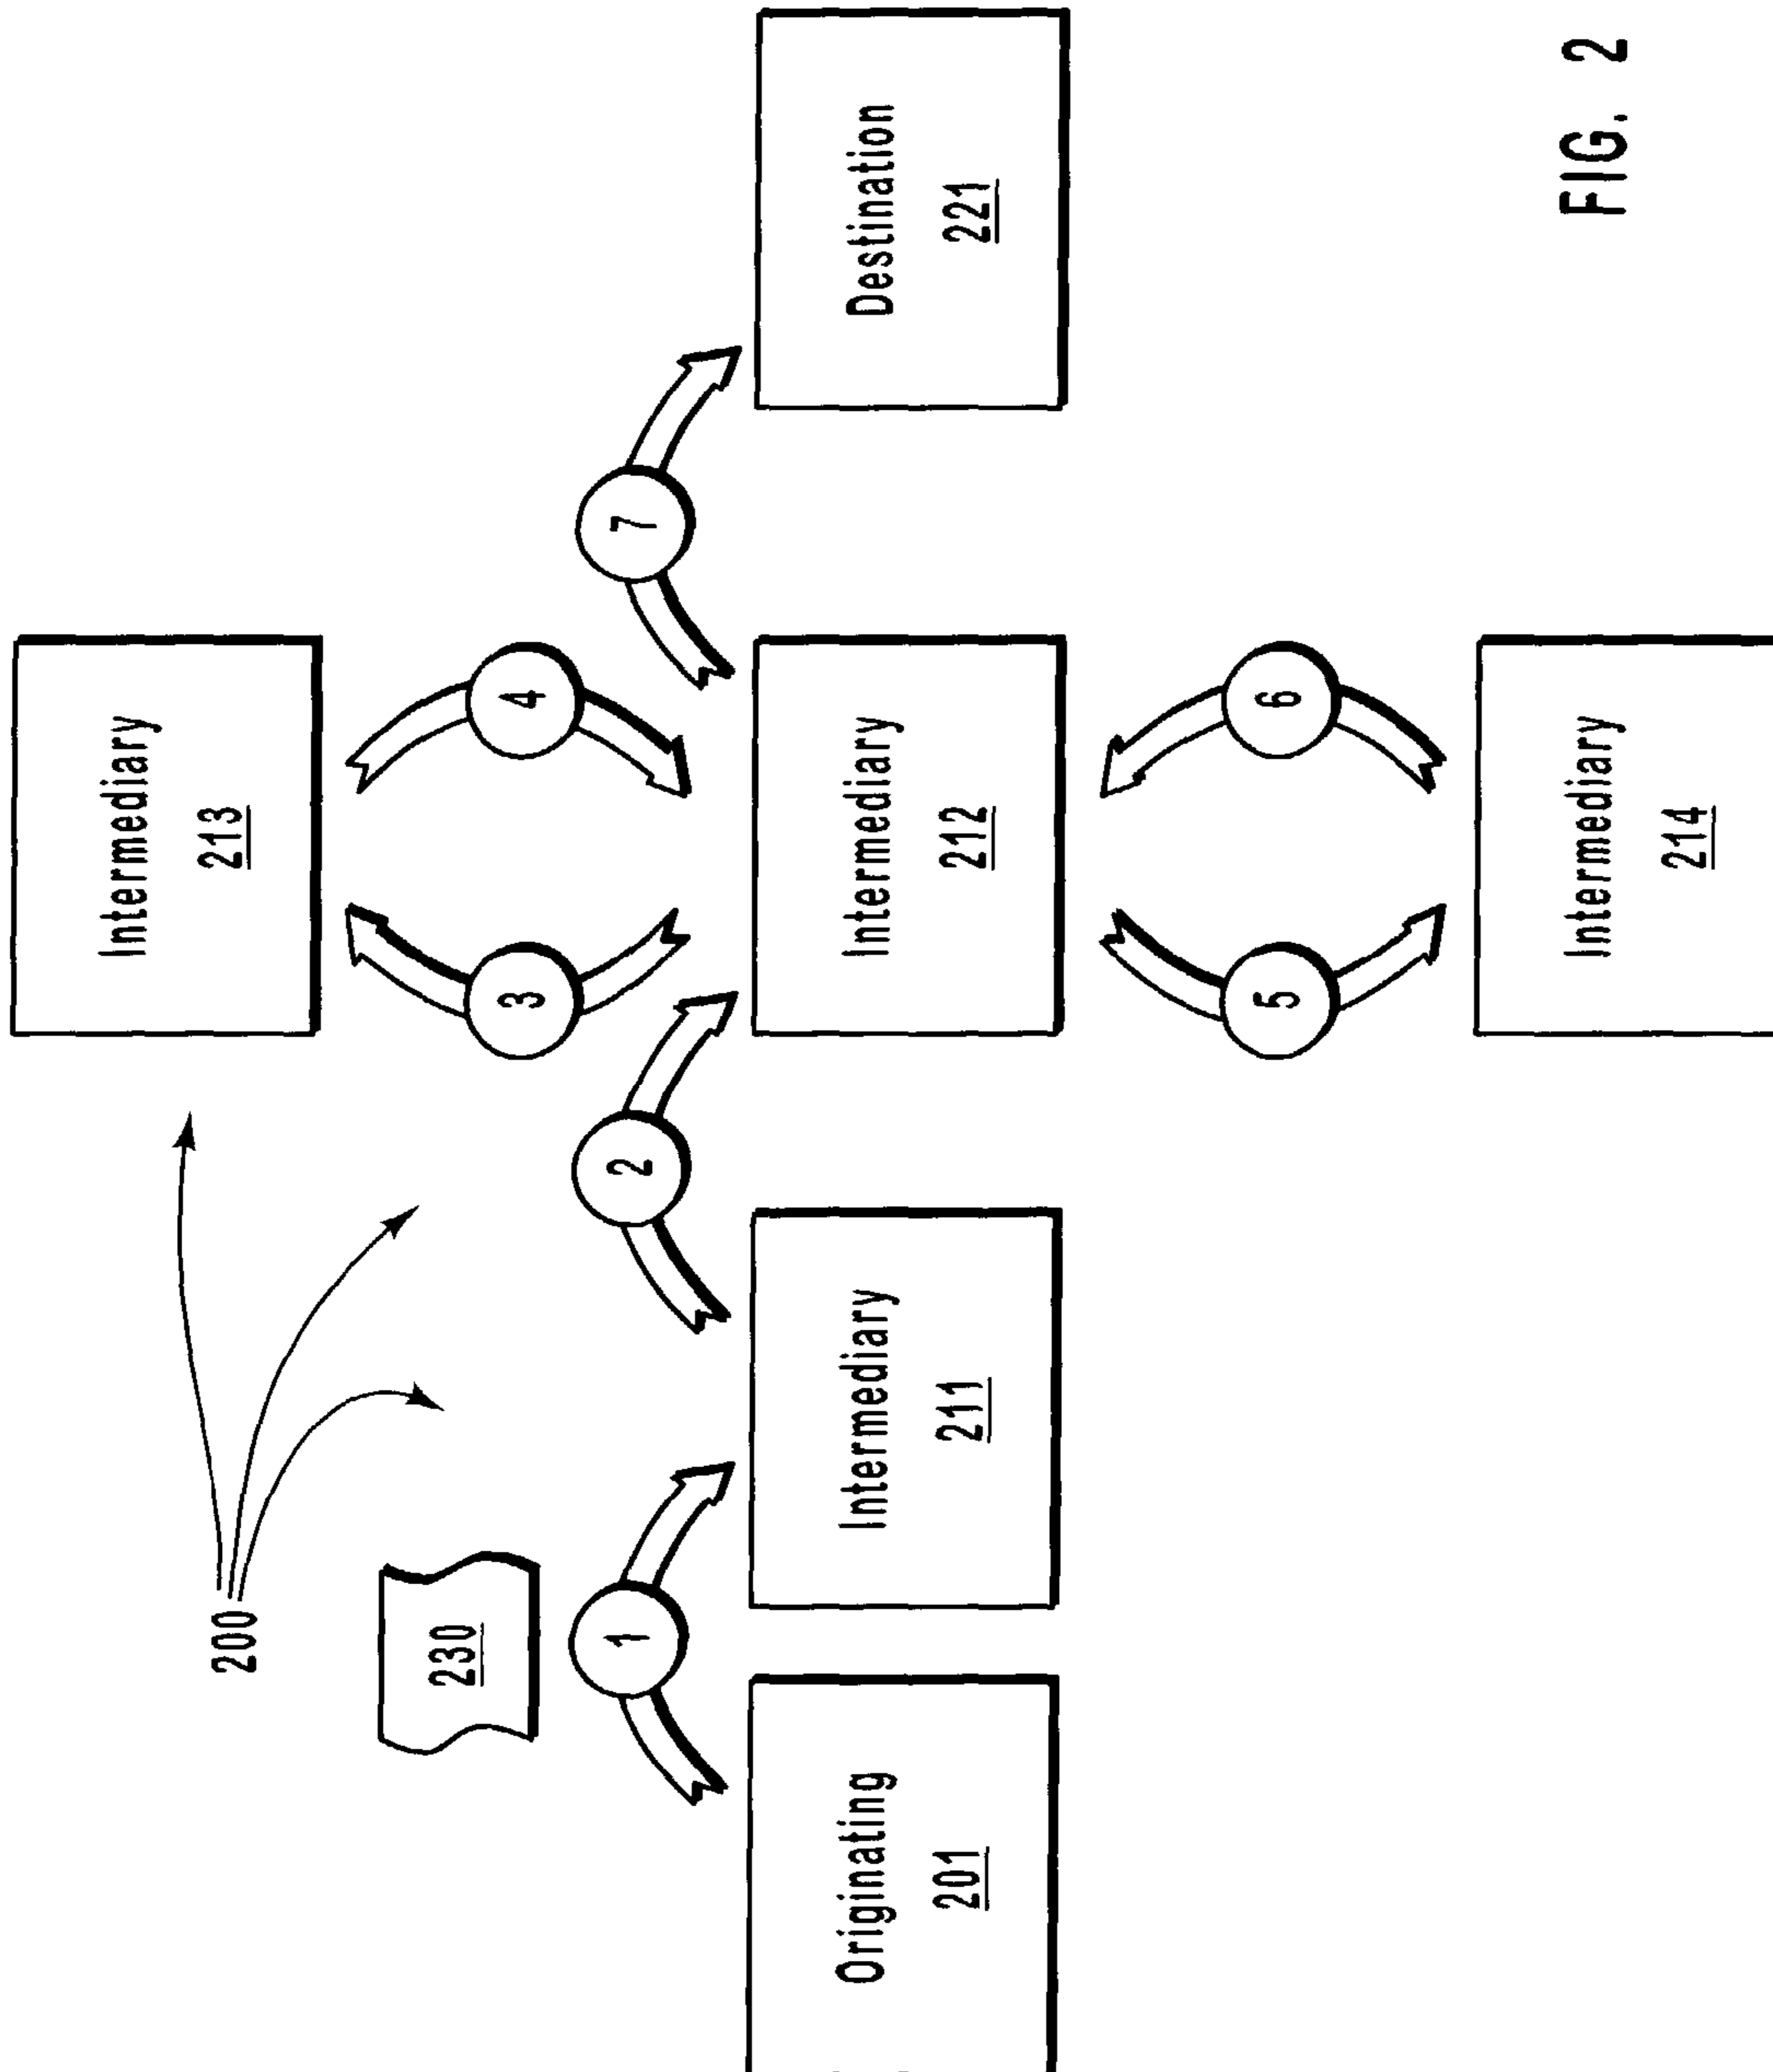 200
230
Intermediary
213
1
2
3
4
7
Originating
201
Intermediary
211
Intermediary
212
Destination
221
5
6
Intermediary
214
FIG. 2